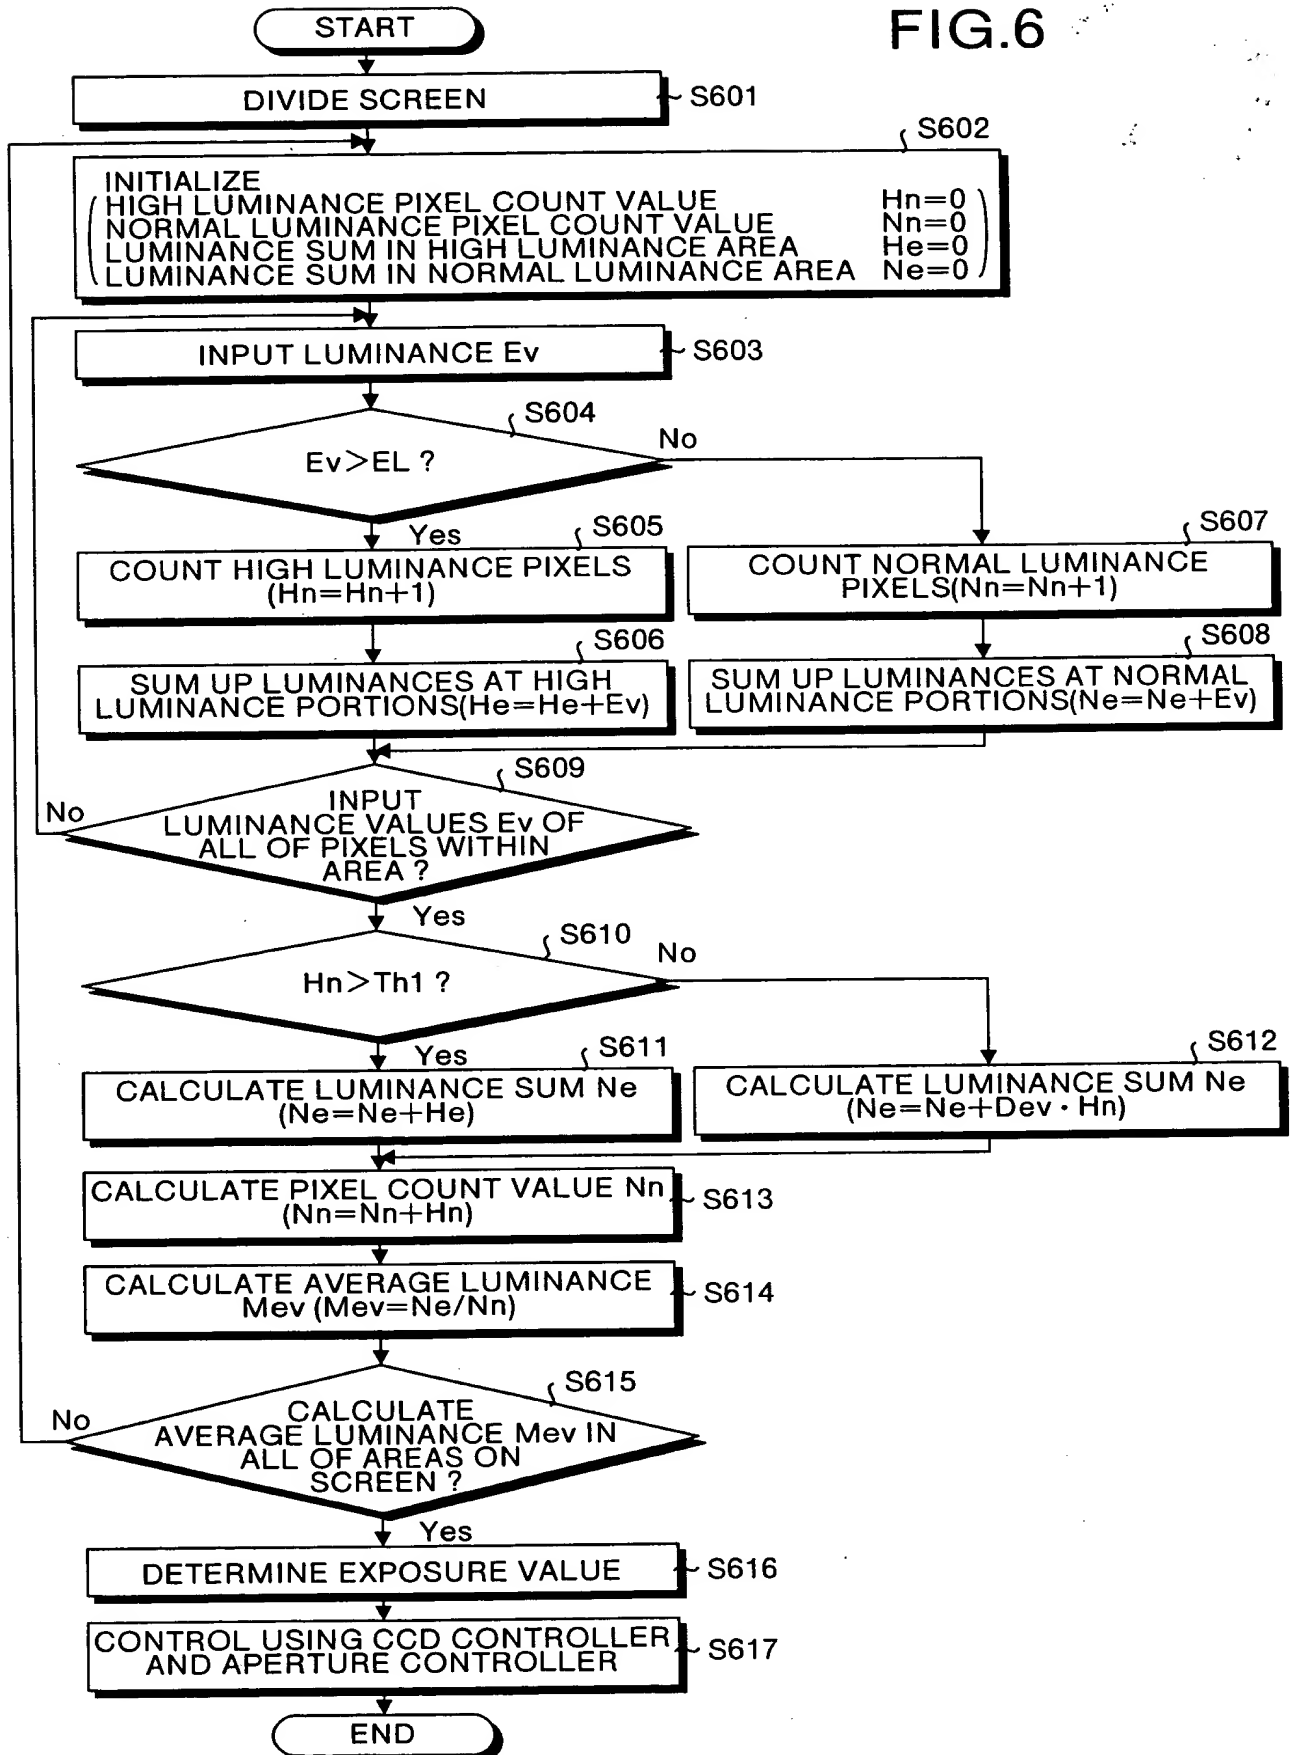 FIG.6
START
DIVIDE SCREEN
S601
S602
INITIALIZE
HIGH LUMINANCE PIXEL COUNT VALUE Hn=0
NORMAL LUMINANCE PIXEL COUNT VALUE Nn=0
LUMINANCE SUM IN HIGH LUMINANCE AREA He=0
LUMINANCE SUM IN NORMAL LUMINANCE AREA Ne=0
INPUT LUMINANCE Ev
S603
S604
Ev>EL ?
No
Yes
S605
COUNT HIGH LUMINANCE PIXELS
(Hn=Hn+1)
S607
COUNT NORMAL LUMINANCE
PIXELS(Nn=Nn+1)
S606
SUM UP LUMINANCES AT HIGH
LUMINANCE PORTIONS(He=He+Ev)
S608
SUM UP LUMINANCES AT NORMAL
LUMINANCE PORTIONS(Ne=Ne+Ev)
S609
INPUT
LUMINANCE VALUES Ev OF
ALL OF PIXELS WITHIN
AREA ?
No
Yes
S610
Hn>Th1 ?
No
Yes
S611
CALCULATE LUMINANCE SUM Ne
(Ne=Ne+He)
S612
CALCULATE LUMINANCE SUM Ne
(Ne=Ne+Dev・Hn)
CALCULATE PIXEL COUNT VALUE Nn
(Nn=Nn+Hn)
S613
CALCULATE AVERAGE LUMINANCE
Mev (Mev=Ne/Nn)
S614
S615
CALCULATE
AVERAGE LUMINANCE Mev IN
ALL OF AREAS ON
SCREEN ?
No
Yes
DETERMINE EXPOSURE VALUE
S616
CONTROL USING CCD CONTROLLER
AND APERTURE CONTROLLER
S617
END